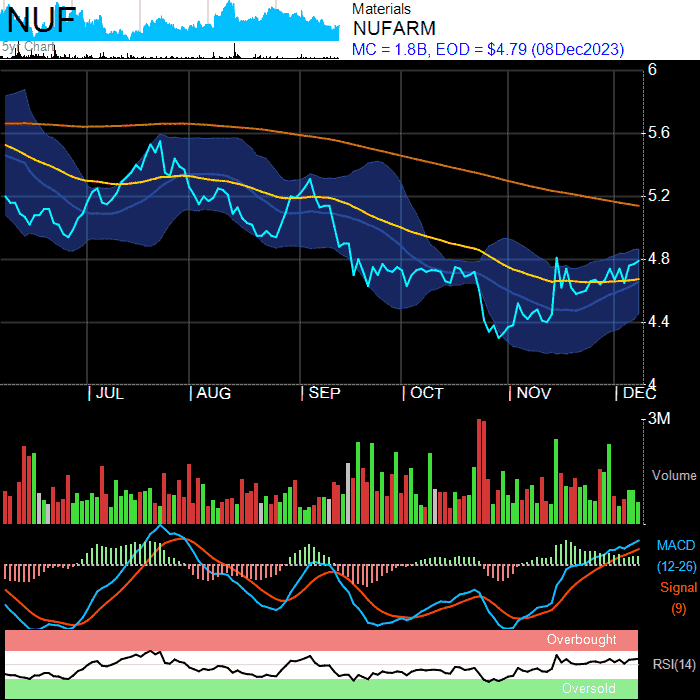 NUF
5yr Chart
Materials
NUFARM
MC = 1.8B, EOD = $4.79 (08Dec2023)
6
5.6
5.2
4.8
4.4
4
JUL AUG SEP OCT NOV DEC
3M
Volume
MACD
(12-26)
Signal
(9)
Overbought
RSI(14)
Oversold